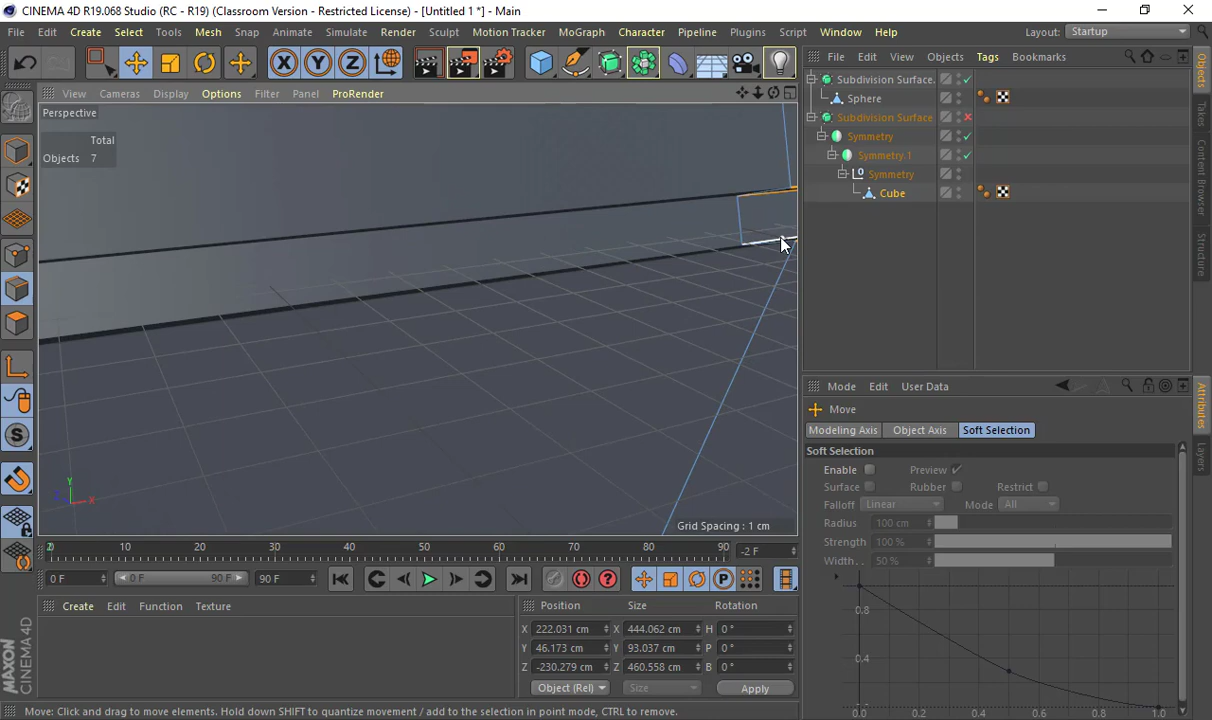 CINEMA 4D R19.068 Studio (RC - R19) (Classroom Version - Restricted License) - [Untitled 1 *] - Main
File Edit Create Select Tools Mesh Snap Animate Simulate Render Sculpt Motion Tracker MoGraph Character Pipeline Plugins Script Window Help Layout: Startup
X Y Z
View Cameras Display Options Filter Panel ProRender
File Edit View Objects Tags Bookmarks
Perspective
Total
Objects 7
Subdivision Surface.
Sphere
Subdivision Surface
Symmetry
Symmetry.1
Symmetry
Cube
Objects
Takes
Content Browser
Structure
Mode Edit User Data
Move
Modeling Axis Object Axis Soft Selection
Soft Selection
Enable Preview
Surface Rubber Restrict
Falloff Linear Mode All
Radius 100 cm
Strength 100 %
Width. . 50 %
0.8
0.4
0.0 0.2 0.4 0.6 0.8 1.0
Attributes
Layers
Y
X
Grid Spacing : 1 cm
0 10 20 30 40 50 60 70 80 90 -2 F
0 F 0 F 90 F 90 F
Create Edit Function Texture
Position Size Rotation
X 222.031 cm X 444.062 cm H 0 °
Y 46.173 cm Y 93.037 cm P 0 °
Z -230.279 cm Z 460.558 cm B 0 °
Object (Rel) Size Apply
MAXON
CINEMA 4D
Move: Click and drag to move elements. Hold down SHIFT to quantize movement / add to the selection in point mode, CTRL to remove.